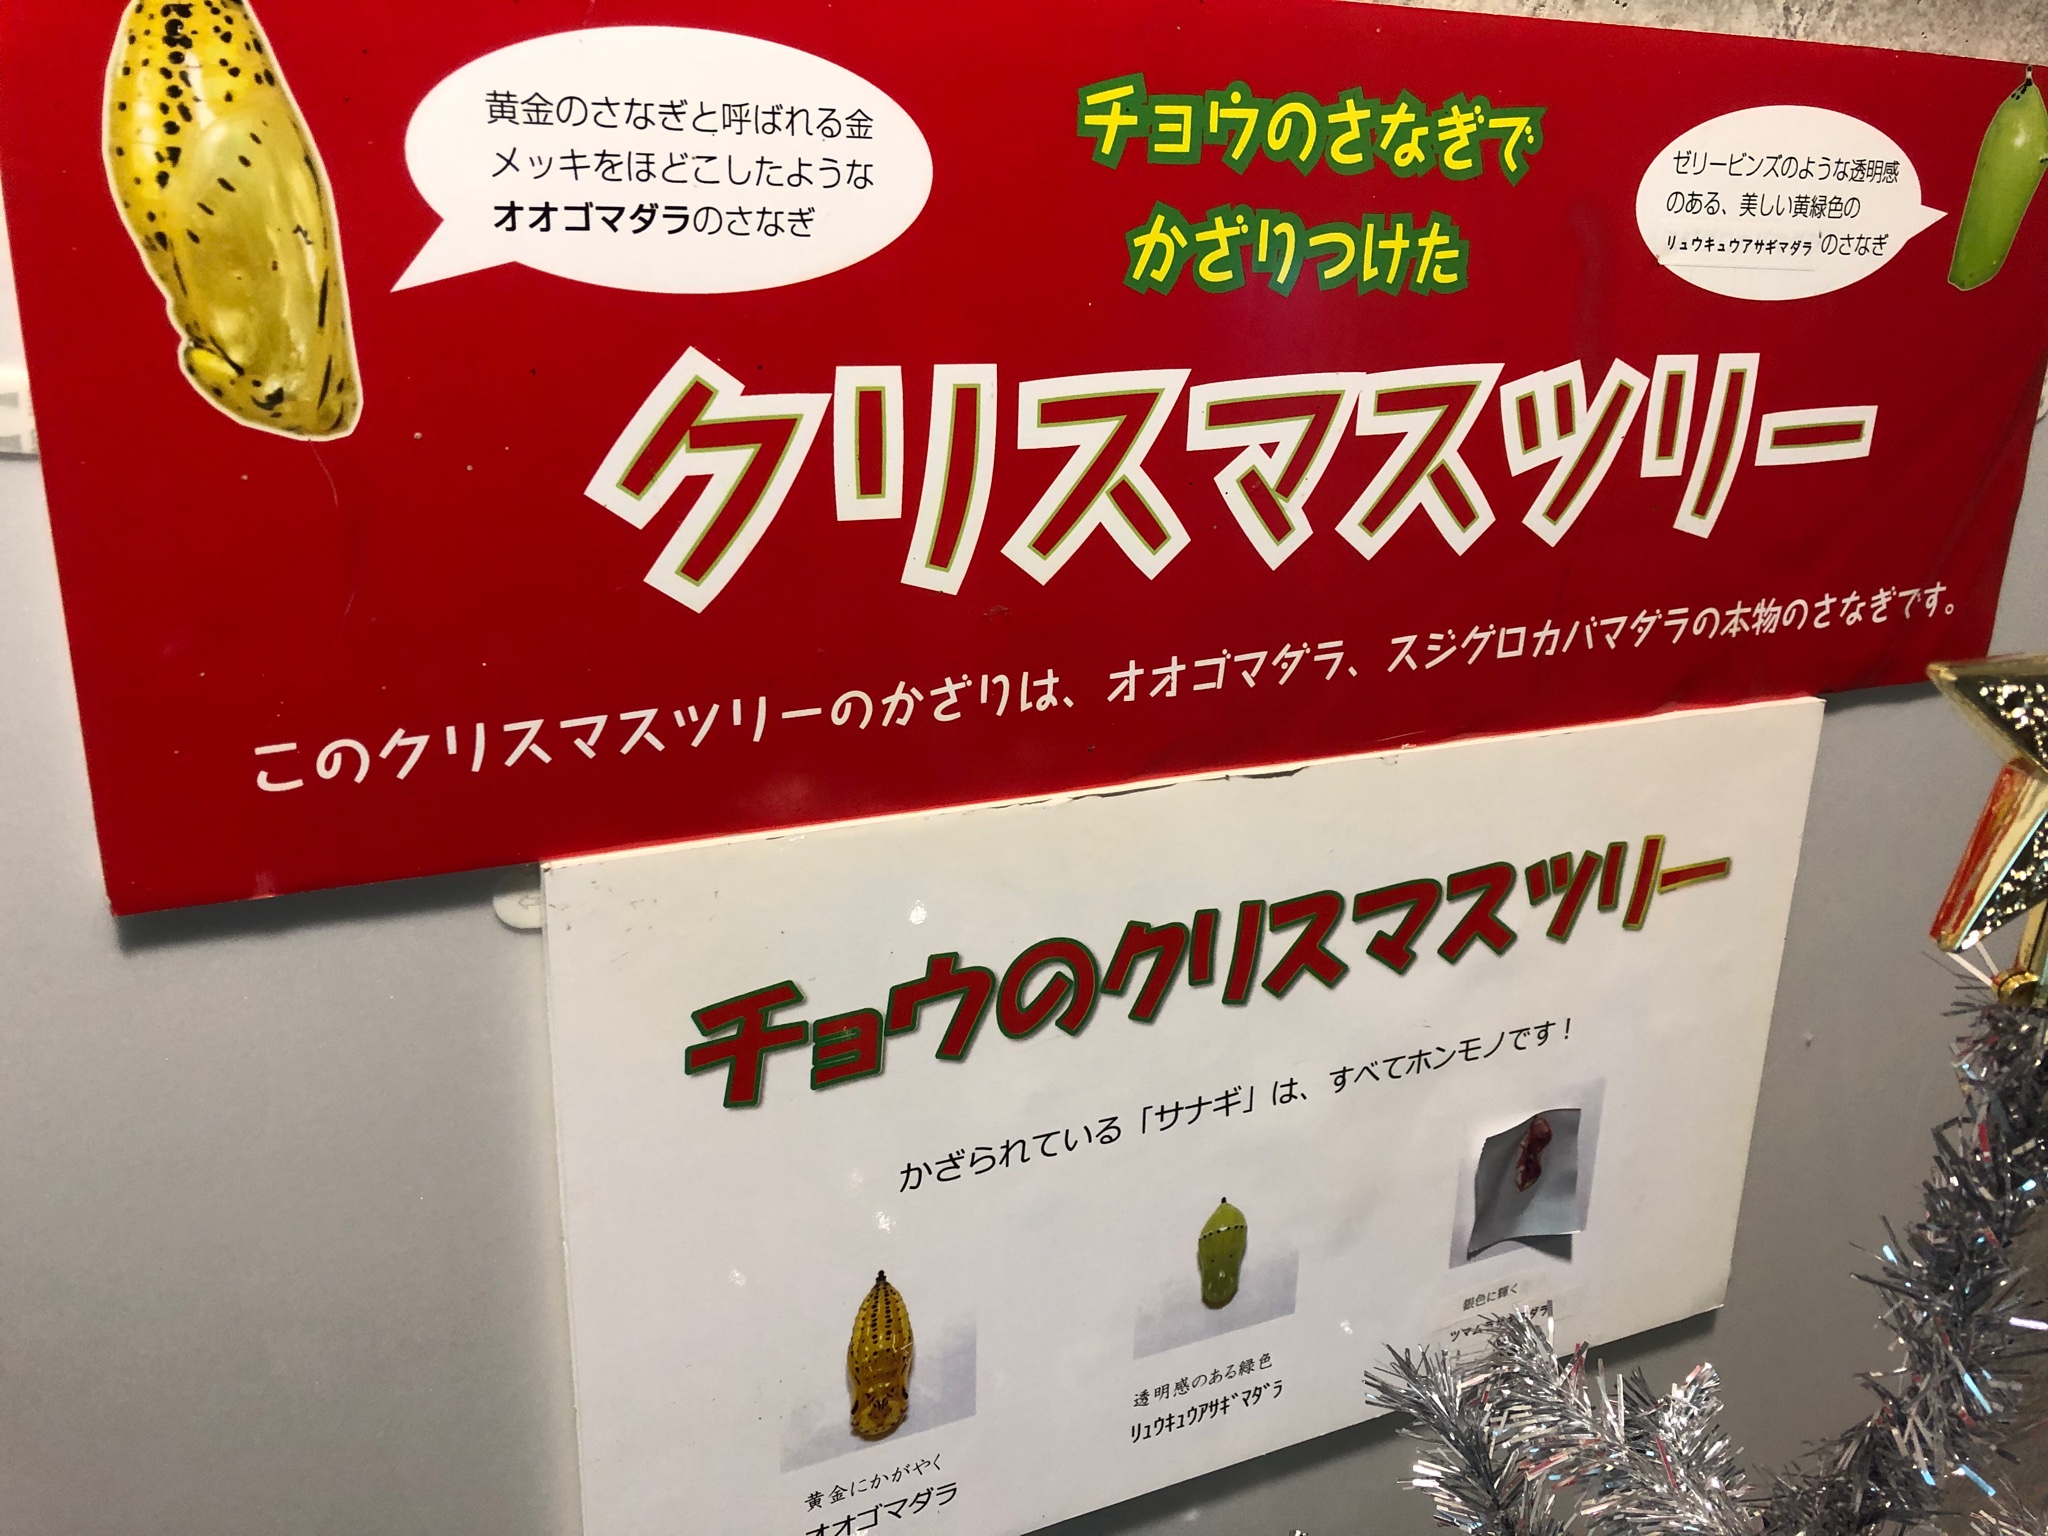 黄金のさなぎと呼ばれる金
メッキをほどこしたような
オオゴマダラのさなぎ
チョウのさなぎで
かざりつけた
ゼリービンズのような透明感
のある、美しい黄緑色の
リュウキュウアサギマダラのさなぎ
クリスマスツリー
このクリスマスツリーのかざりは、オオゴマダラ、スジグロカバマダラの本物のさなぎです。
チョウのクリスマスツリー
かざられている「サナギ」は、すべてホンモノです!
黄金にかがやく
オオゴマダラ
透明感のある緑色
ﾘｭｳｷｭｳｱｻｷﾞﾏﾀﾞﾗ
銀色に輝く